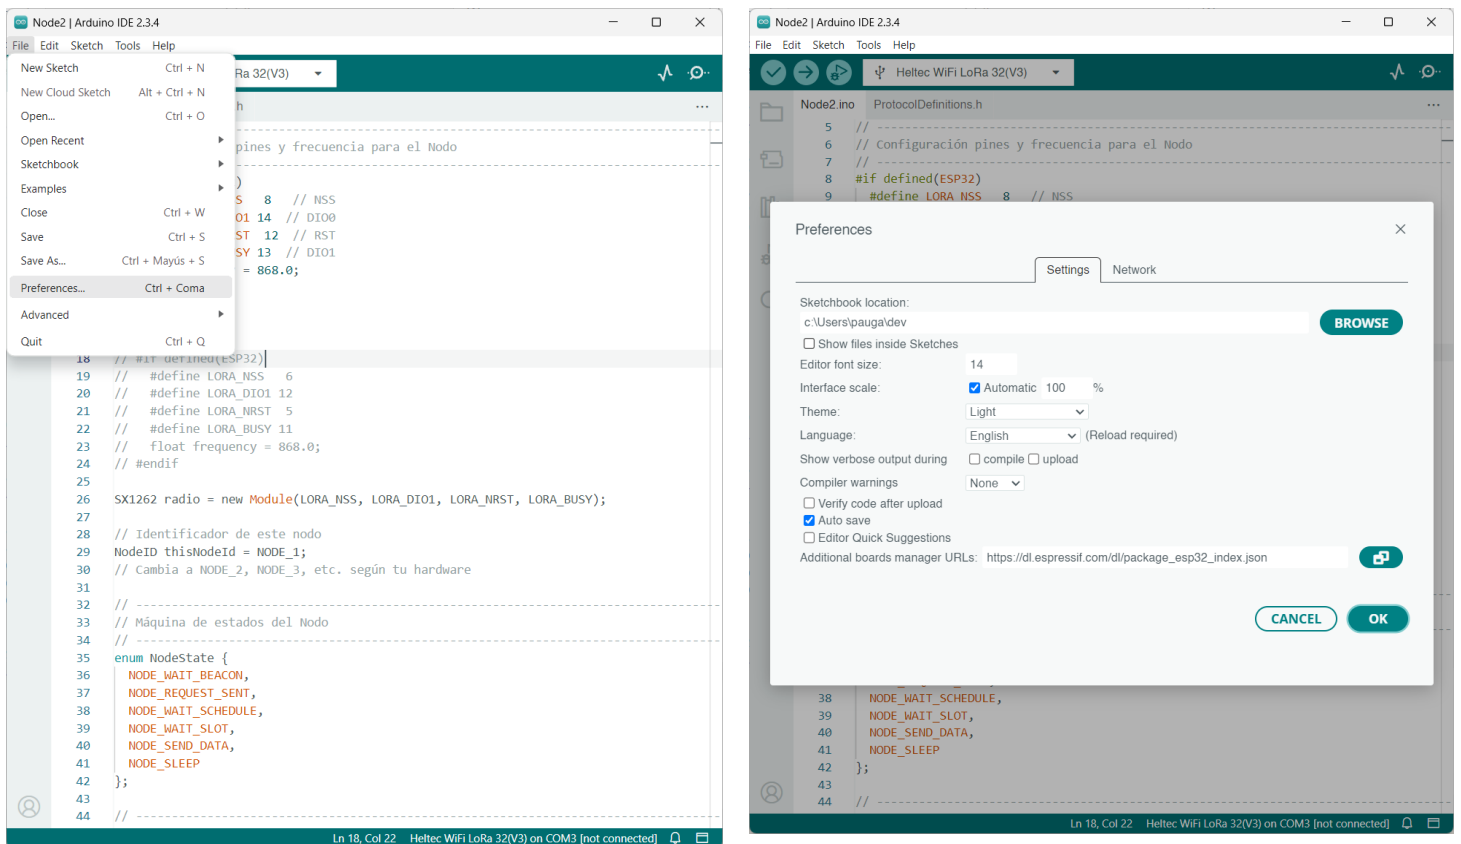 Node2 | Arduino IDE 2.3.4
File Edit Sketch Tools Help
New Sketch Ctrl + N
New Cloud Sketch Alt + Ctrl + N
Open... Ctrl + O
Open Recent
Sketchbook
Examples
Close Ctrl + W
Save Ctrl + S
Save As... Ctrl + Mayús + S
Preferences... Ctrl + Coma
Advanced
Quit Ctrl + Q
Ra 32(V3)
h
pines y frecuencia para el Nodo
)
S 8 // NSS
O1 14 // DIO0
ST 12 // RST
SY 13 // DIO1
= 868.0;
18 // #if defined(ESP32)
19 // #define LORA_NSS 6
20 // #define LORA_DIO1 12
21 // #define LORA_NRST 5
22 // #define LORA_BUSY 11
23 // float frequency = 868.0;
24 // #endif
25
26 SX1262 radio = new Module(LORA_NSS, LORA_DIO1, LORA_NRST, LORA_BUSY);
27
28 // Identificador de este nodo
29 NodeID thisNodeId = NODE_1;
30 // Cambia a NODE_2, NODE_3, etc. según tu hardware
31
32 // ----------------------------------------------------------------------------------
33 // Máquina de estados del Nodo
34 // ----------------------------------------------------------------------------------
35 enum NodeState {
36 NODE_WAIT_BEACON,
37 NODE_REQUEST_SENT,
38 NODE_WAIT_SCHEDULE,
39 NODE_WAIT_SLOT,
40 NODE_SEND_DATA,
41 NODE_SLEEP
42 };
43
44 // ----------------------------------------------------------------------------------
Ln 18, Col 22 Heltec WiFi LoRa 32(V3) on COM3 [not connected]
Node2 | Arduino IDE 2.3.4
File Edit Sketch Tools Help
Heltec WiFi LoRa 32(V3)
Node2.ino ProtocolDefinitions.h
5 // ----------------------------------------------------------------------------------
6 // Configuración pines y frecuencia para el Nodo
7 // ----------------------------------------------------------------------------------
8 #if defined(ESP32)
9 #define LORA_NSS 8 // NSS
Preferences
Settings Network
Sketchbook location:
c:\Users\pauga\dev
BROWSE
Show files inside Sketches
Editor font size: 14
Interface scale: Automatic 100 %
Theme: Light
Language: English (Reload required)
Show verbose output during compile upload
Compiler warnings None
Verify code after upload
Auto save
Editor Quick Suggestions
Additional boards manager URLs: https://dl.espressif.com/dl/package_esp32_index.json
CANCEL OK
38 NODE_WAIT_SCHEDULE,
39 NODE_WAIT_SLOT,
40 NODE_SEND_DATA,
41 NODE_SLEEP
42 };
43
44 // ----------------------------------------------------------------------------------
Ln 18, Col 22 Heltec WiFi LoRa 32(V3) on COM3 [not connected]